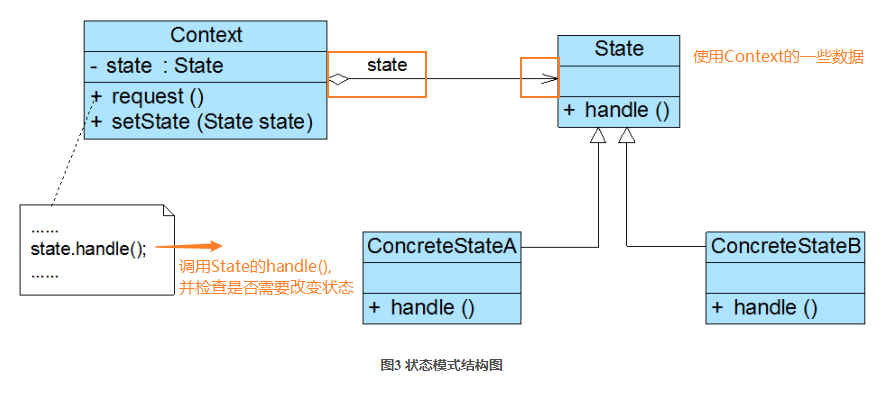 Context
- state : State
+ request ()
+ setState (State state)
state
State
+ handle ()
使用Context的一些数据
……
state.handle();
……
调用State的handle(),
并检查是否需要改变状态
ConcreteStateA
+ handle ()
ConcreteStateB
+ handle ()
图3 状态模式结构图